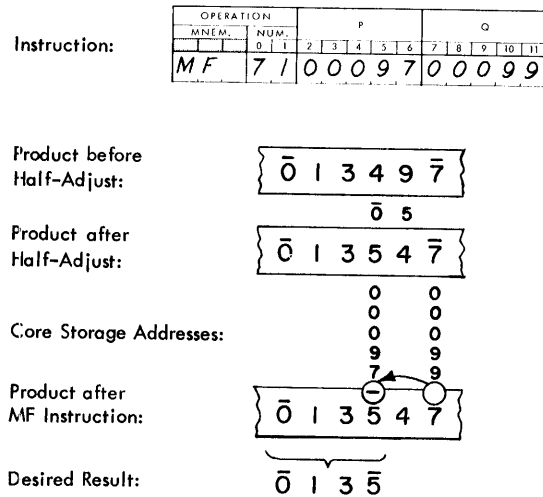 OPERATION P Q
MNEM. NUM.
0 1 2 3 4 5 6 7 8 9 10 11
Instruction: MF 71 00097 00099
Product before
Half-Adjust: 0̅ 1 3 4 9 7̅
0̅ 5
Product after
Half-Adjust: 0̅ 1 3 5 4 7̅
0 0
0 0
Core Storage Addresses: 0 0
9 9
7 9
Product after
MF Instruction: 0̅ 1 3 5̅ 4 7
Desired Result: 0̅ 1 3 5̅